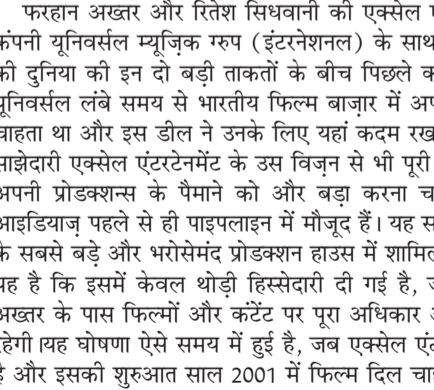 फरहान अख्तर और रितेश सिधवानी की एक्सेल
कंपनी यूनिवर्सल म्यूज़िक ग्रुप (इंटरनेशनल) के साथ
की दुनिया की इन दो बड़ी ताकतों के बीच पिछले
यूनिवर्सल लंबे समय से भारतीय फिल्म बाज़ार में
चाहता था और इस डील ने उनके लिए यहां कदम रख
साझेदारी एक्सेल एंटरटेनमेंट के उस विज़न से भी पूरी
अपनी प्रोडक्शन्स के पैमाने को और बड़ा करना
आइडियाज़ पहले से ही पाइपलाइन में मौजूद हैं। यह
के सबसे बड़े और भरोसेमंद प्रोडक्शन हाउस में शामिल
यह है कि इसमें केवल थोड़ी हिस्सेदारी दी गई है,
अख्तर के पास फिल्मों और कंटेंट पर पूरा अधिकार
रहेगी।यह घोषणा ऐसे समय में हुई है, जब एक्सेल
है और इसकी शुरुआत साल 2001 में फिल्म दिल